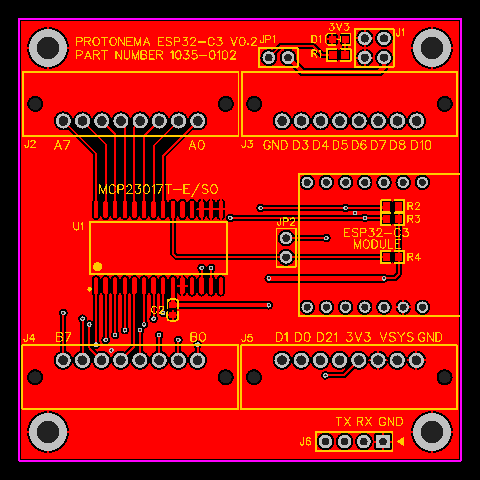 PROTONEMA ESP32-C3 V0.2
PART NUMBER 1035-0102
JP1
3V3
D1
R1
J1
J2
A7
A0
J3
GND D3 D4 D5 D6 D7 D8 D10
MCP23017T-E/SO
U1
JP2
R2
R3
ESP32-C3
MODULE
R4
C2
J4
B7
B0
J5
D1 D0 D21 3V3 VSYS GND
TX RX GND
J6